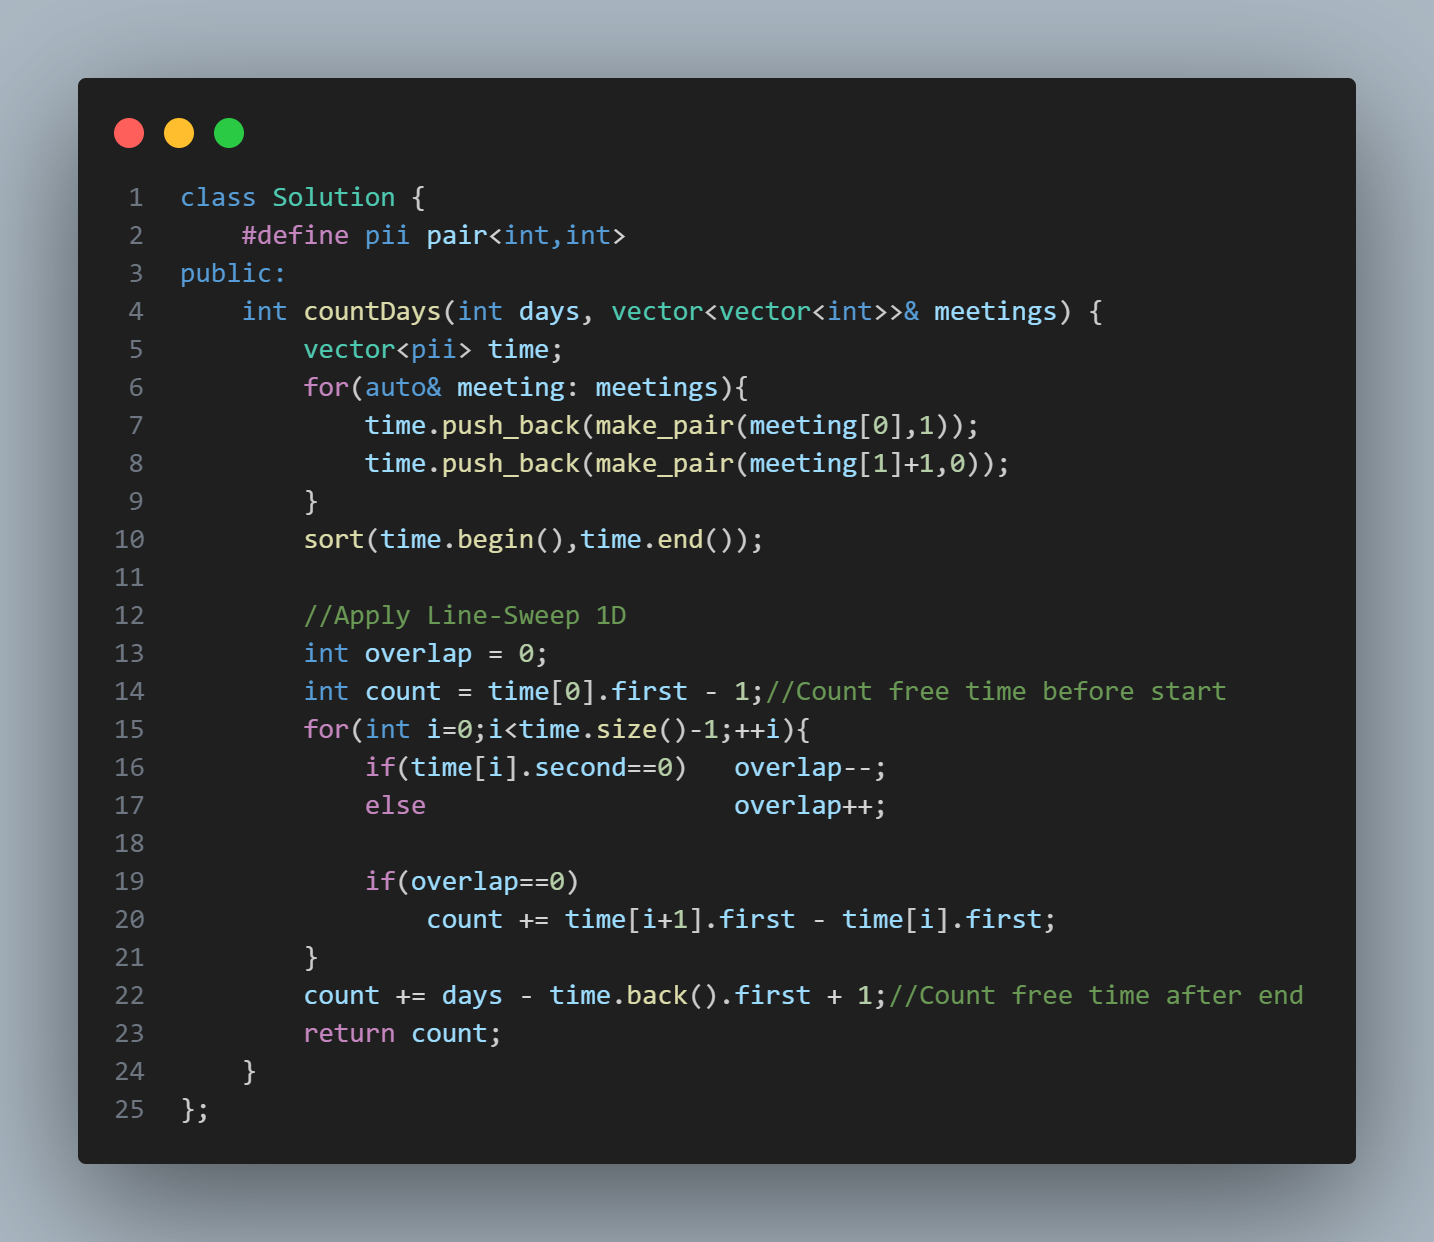 1 class Solution {
2     #define pii pair<int,int>
3 public:
4     int countDays(int days, vector<vector<int>>& meetings) {
5         vector<pii> time;
6         for(auto& meeting: meetings){
7             time.push_back(make_pair(meeting[0],1));
8             time.push_back(make_pair(meeting[1]+1,0));
9         }
10         sort(time.begin(),time.end());
11
12         //Apply Line-Sweep 1D
13         int overlap = 0;
14         int count = time[0].first - 1;//Count free time before start
15         for(int i=0;i<time.size()-1;++i){
16             if(time[i].second==0)   overlap--;
17             else                    overlap++;
18
19             if(overlap==0)
20                 count += time[i+1].first - time[i].first;
21         }
22         count += days - time.back().first + 1;//Count free time after end
23         return count;
24     }
25 };